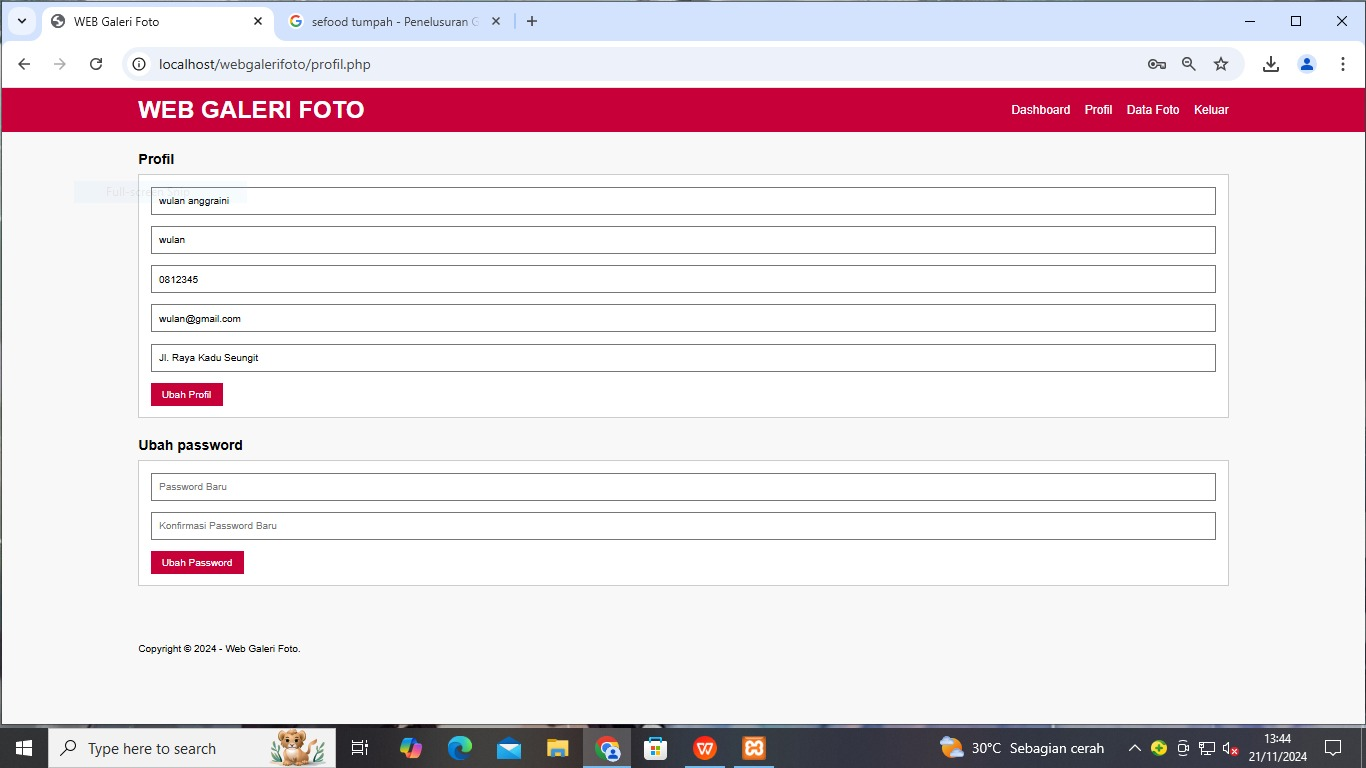 WEB Galeri Foto
sefood tumpah - Penelusuran G
localhost/webgalerifoto/profil.php
WEB GALERI FOTO
Dashboard Profil Data Foto Keluar
Profil
wulan anggraini
wulan
0812345
wulan@gmail.com
Jl. Raya Kadu Seungit
Ubah Profil
Ubah password
Password Baru
Konfirmasi Password Baru
Ubah Password
Copyright © 2024 - Web Galeri Foto.
Type here to search
30°C Sebagian cerah
13:44
21/11/2024